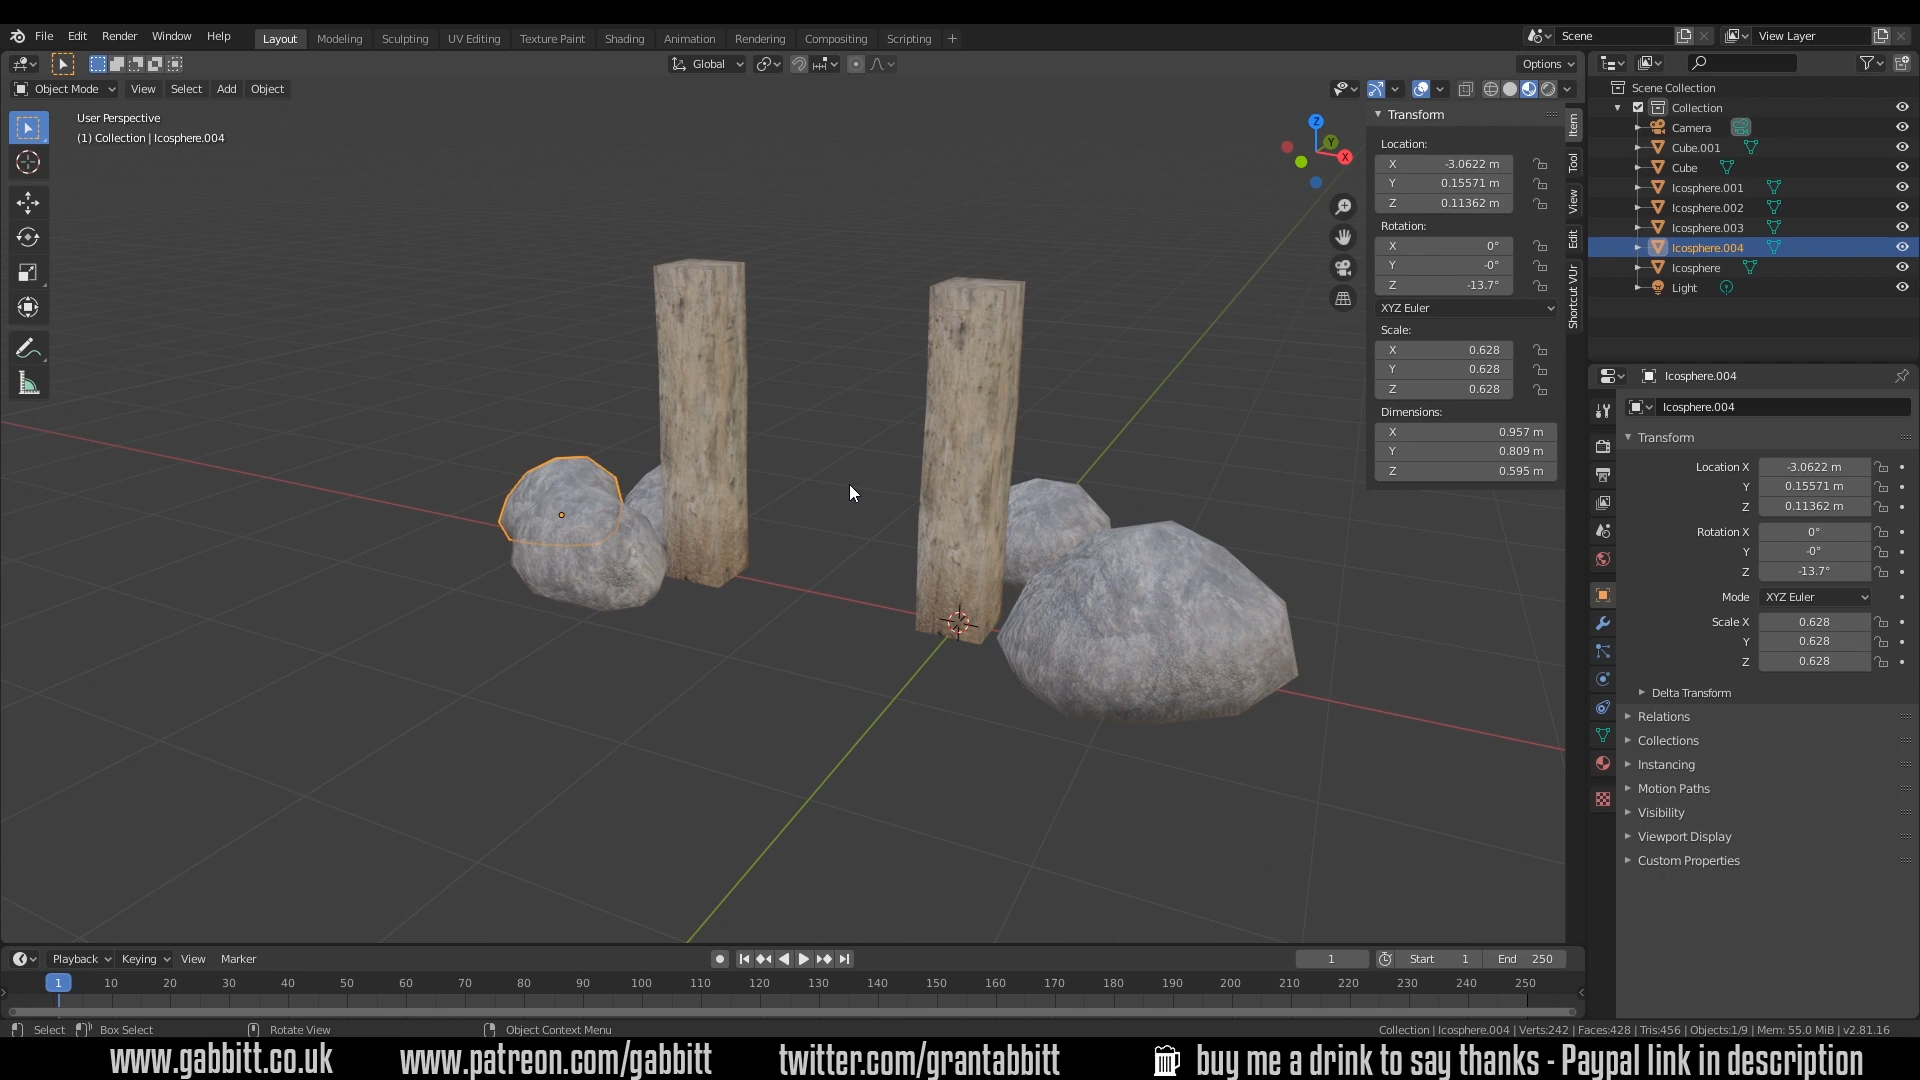 File Edit Render Window Help Layout Modeling Sculpting UV Editing Texture Paint Shading Animation Rendering Compositing Scripting + Scene View Layer
Global Options
Object Mode View Select Add Object
User Perspective
(1) Collection | Icosphere.004
Z
Y
X
Transform
Location:
X -3.0622 m
Y 0.15571 m
Z 0.11362 m
Rotation:
X 0°
Y -0°
Z -13.7°
XYZ Euler
Scale:
X 0.628
Y 0.628
Z 0.628
Dimensions:
X 0.957 m
Y 0.809 m
Z 0.595 m
Item
Tool
View
Edit
Shortcut VUr
Scene Collection
Collection
Camera
Cube.001
Cube
Icosphere.001
Icosphere.002
Icosphere.003
Icosphere.004
Icosphere
Light
Icosphere.004
Icosphere.004
Transform
Location X -3.0622 m
Y 0.15571 m
Z 0.11362 m
Rotation X 0°
Y -0°
Z -13.7°
Mode XYZ Euler
Scale X 0.628
Y 0.628
Z 0.628
Delta Transform
Relations
Collections
Instancing
Motion Paths
Visibility
Viewport Display
Custom Properties
Playback Keying View Marker 1 Start 1 End 250
1 10 20 30 40 50 60 70 80 90 100 110 120 130 140 150 160 170 180 190 200 210 220 230 240 250
Select Box Select Rotate View Object Context Menu Collection | Icosphere.004 | Verts:242 | Faces:428 | Tris:456 | Objects:1/9 | Mem: 55.0 MiB | v2.81.16
www.gabbitt.co.uk www.patreon.com/gabbitt twitter.com/grantabbitt buy me a drink to say thanks - Paypal link in description